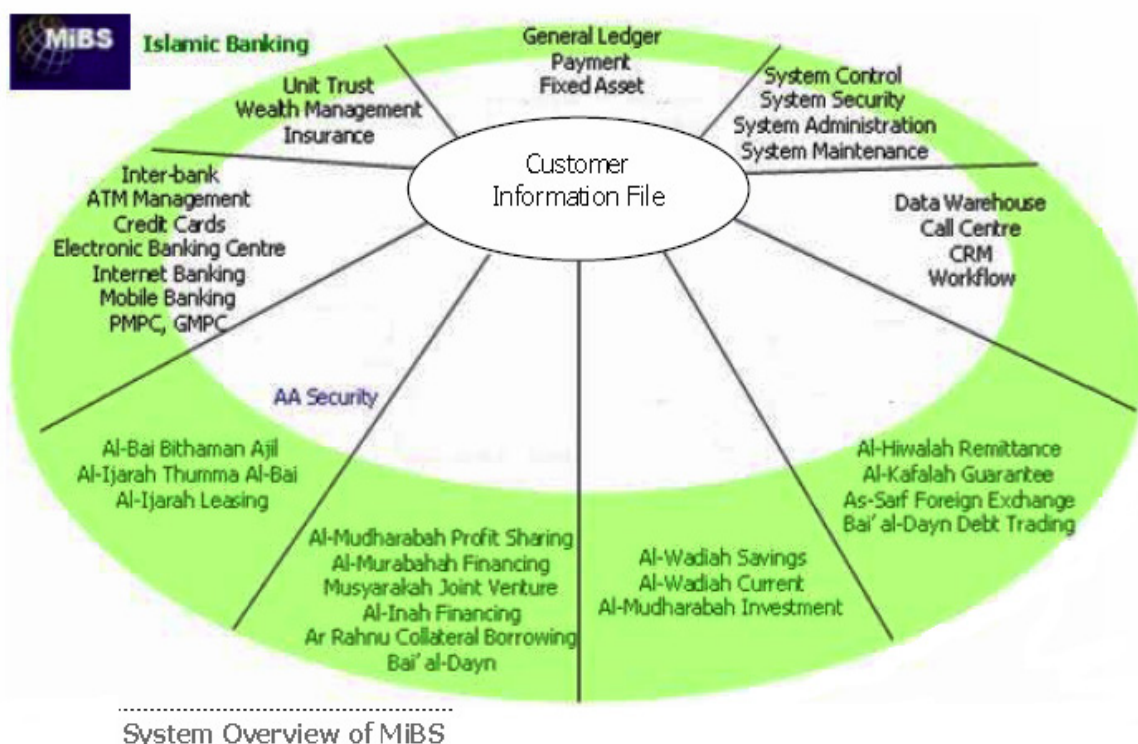 MiBS
Islamic Banking
General Ledger
Payment
Fixed Asset
Unit Trust
Wealth Management
Insurance
System Control
System Security
System Administration
System Maintenance
Customer
Information File
Inter-bank
ATM Management
Credit Cards
Electronic Banking Centre
Internet Banking
Mobile Banking
PMPC, GMPC
Data Warehouse
Call Centre
CRM
Workflow
AA Security
Al-Bai Bithaman Ajil
Al-Ijarah Thumma Al-Bai
Al-Ijarah Leasing
Al-Mudharabah Profit Sharing
Al-Murabahah Financing
Musyarakah Joint Venture
Al-Inah Financing
Ar Rahnu Collateral Borrowing
Bai' al-Dayn
Al-Wadiah Savings
Al-Wadiah Current
Al-Mudharabah Investment
Al-Hiwalah Remittance
Al-Kafalah Guarantee
As-Sarf Foreign Exchange
Bai' al-Dayn Debt Trading
System Overview of MiBS